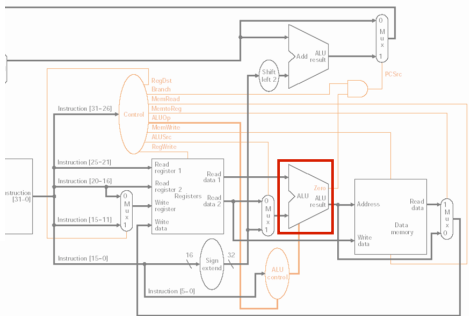 0
M
u
x
1
Add
ALU
result
Shift
left 2
PCSrc
RegDst
Branch
MemRead
MemtoReg
ALUOp
MemWrite
ALUSrc
RegWrite
Control
Instruction [31–26]
Instruction [25–21]
Instruction [20–16]
Instruction [15–11]
Instruction [15–0]
Instruction [5–0]
struction
[31–0]
0
M
u
x
1
Read
register 1
Read
register 2
Registers
Write
register
Write
data
Read
data 1
Read
data 2
0
M
u
x
1
Zero
ALU
ALU
result
Address
Read
data
Data
memory
Write
data
1
M
u
x
0
16
Sign
extend
32
ALU
control